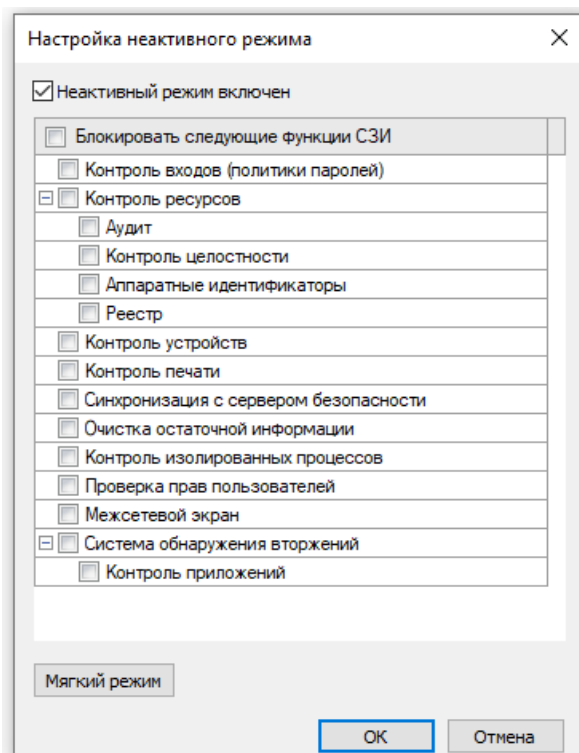 Настройка неактивного режима
Неактивный режим включен
Блокировать следующие функции СЗИ
Контроль входов (политики паролей)
Контроль ресурсов
Аудит
Контроль целостности
Аппаратные идентификаторы
Реестр
Контроль устройств
Контроль печати
Синхронизация с сервером безопасности
Очистка остаточной информации
Контроль изолированных процессов
Проверка прав пользователей
Межсетевой экран
Система обнаружения вторжений
Контроль приложений
Мягкий режим
ОК Отмена